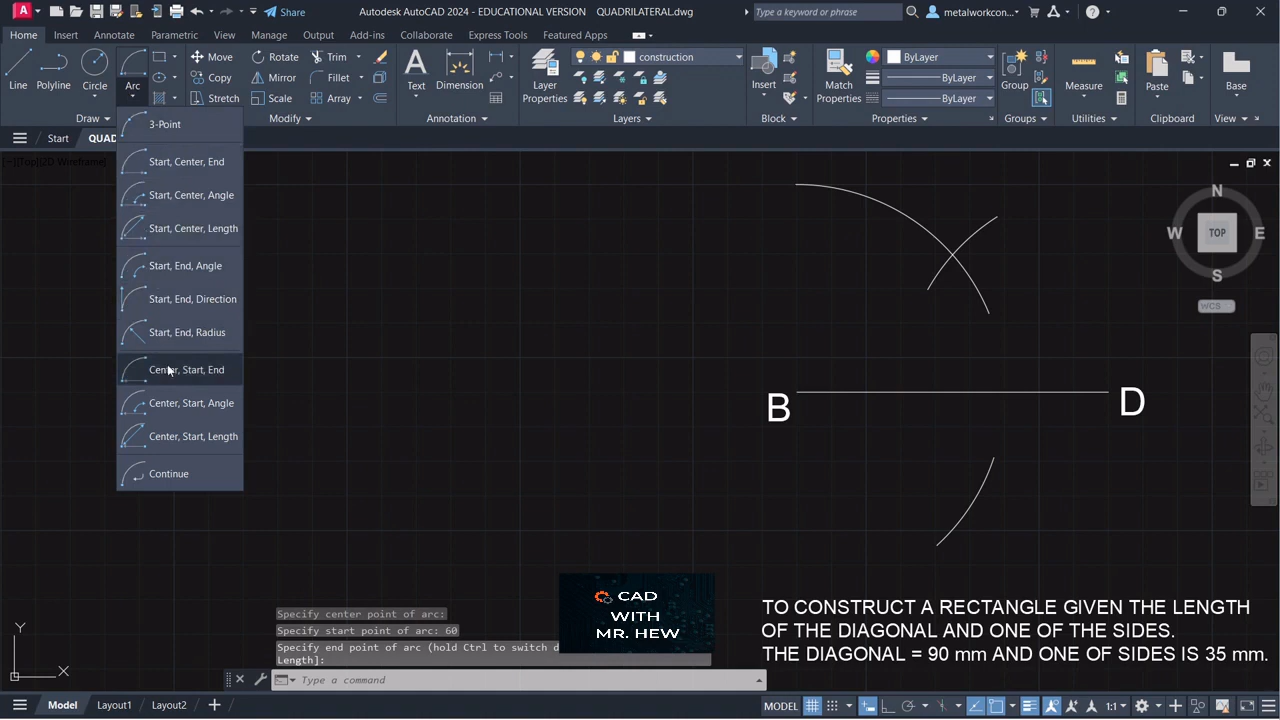 Share
Autodesk AutoCAD 2024 - EDUCATIONAL VERSION QUADRILATERAL.dwg
Type a keyword or phrase
metalworkcon...
Home Insert Annotate Parametric View Manage Output Add-ins Collaborate Express Tools Featured Apps
Line Polyline Circle Arc
Move Rotate Trim
Copy Mirror Fillet
Stretch Scale Array
Text Dimension
Layer Properties
construction
Insert
Match Properties
ByLayer
ByLayer
ByLayer
Group
Measure
Paste
Base
Draw Modify Annotation Layers Block Properties Groups Utilities Clipboard View
Start QUAD
[−][Top][2D Wireframe]
3-Point
Start, Center, End
Start, Center, Angle
Start, Center, Length
Start, End, Angle
Start, End, Direction
Start, End, Radius
Center, Start, End
Center, Start, Angle
Center, Start, Length
Continue
N
W TOP E
S
WCS
B D
CAD
WITH
MR. HEW
TO CONSTRUCT A RECTANGLE GIVEN THE LENGTH
OF THE DIAGONAL AND ONE OF THE SIDES.
THE DIAGONAL = 90 mm AND ONE OF SIDES IS 35 mm.
Specify center point of arc:
Specify start point of arc: 60
Specify end point of arc (hold Ctrl to switch d
Length]:
Type a command
Y
X
Model Layout1 Layout2
MODEL 1:1